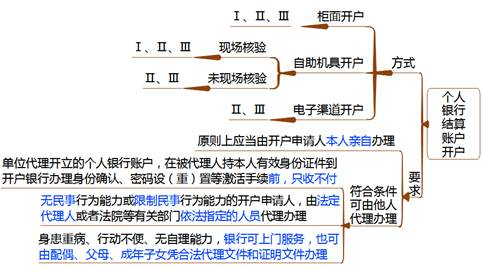 Ⅰ、Ⅱ、Ⅲ 柜面开户
Ⅰ、Ⅱ、Ⅲ 现场核验
自助机具开户 方式
Ⅱ、Ⅲ 未现场核验
Ⅱ、Ⅲ 电子渠道开户
个人
银行
结算
账户
开户
要求
原则上应当由开户申请人本人亲自办理
单位代理开立的个人银行账户，在被代理人持本人有效身份证件到
开户银行办理身份确认、密码设（重）置等激活手续前，只收不付
无民事行为能力或限制民事行为能力的开户申请人，由法定
代理人或者法院等有关部门依法指定的人员代理办理
符合条件
可由他人
代理办理
身患重病、行动不便、无自理能力，银行可上门服务，也可
由配偶、父母、成年子女凭合法代理文件和证明文件办理